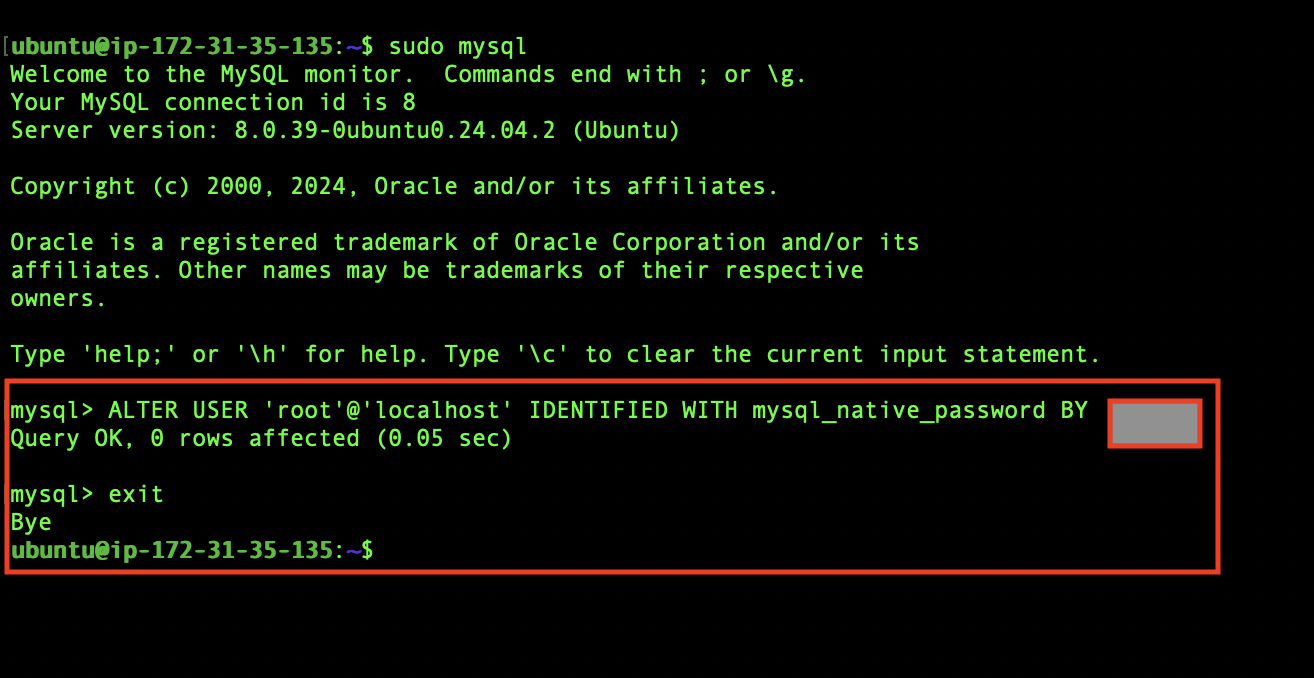 [ubuntu@ip-172-31-35-135:~$ sudo mysql
Welcome to the MySQL monitor.  Commands end with ; or \g.
Your MySQL connection id is 8
Server version: 8.0.39-0ubuntu0.24.04.2 (Ubuntu)
Copyright (c) 2000, 2024, Oracle and/or its affiliates.
Oracle is a registered trademark of Oracle Corporation and/or its
affiliates. Other names may be trademarks of their respective
owners.
Type 'help;' or '\h' for help. Type '\c' to clear the current input statement.
mysql> ALTER USER 'root'@'localhost' IDENTIFIED WITH mysql_native_password BY
Query OK, 0 rows affected (0.05 sec)
mysql> exit
Bye
ubuntu@ip-172-31-35-135:~$